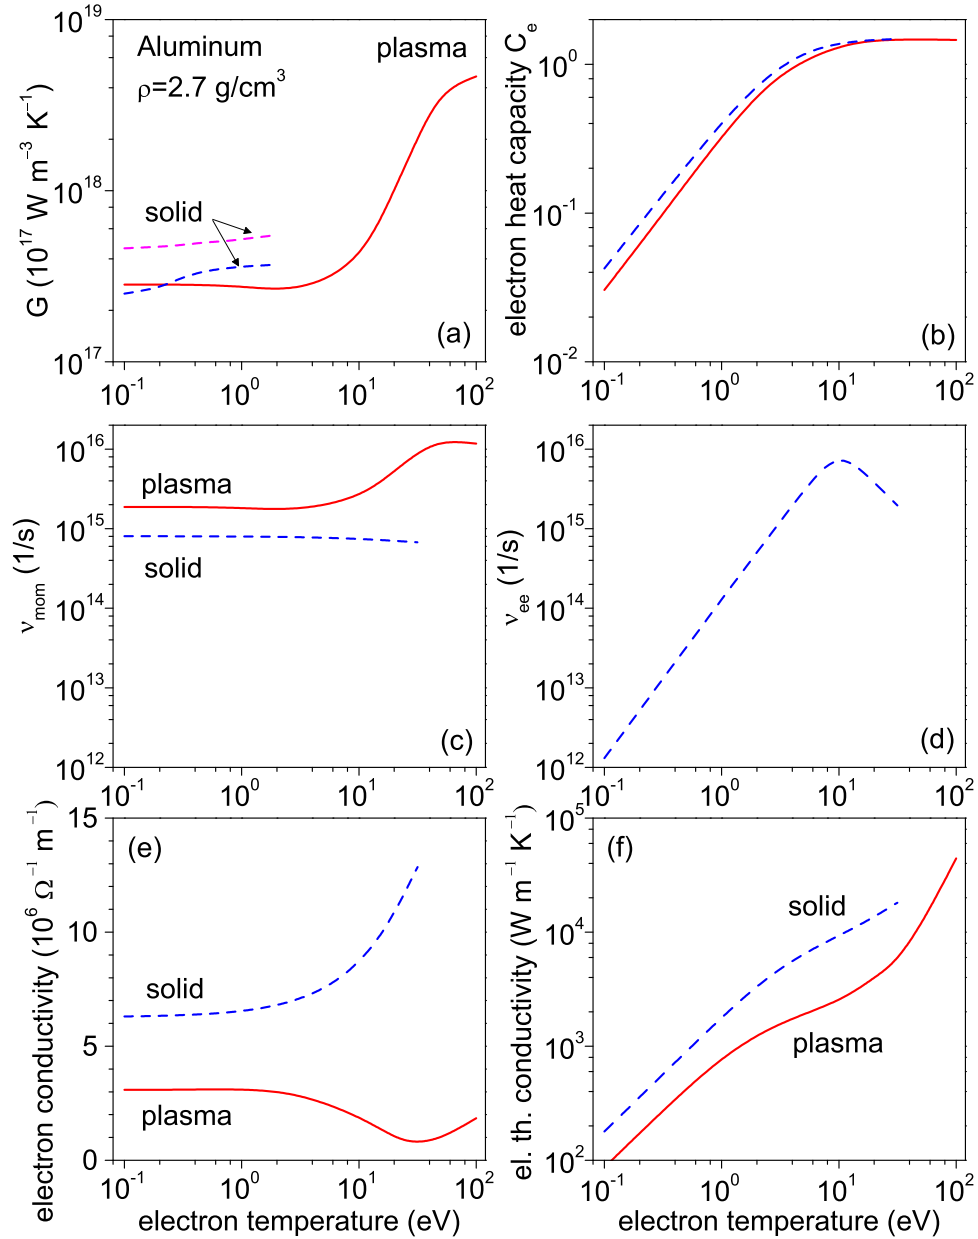 10^19
Aluminum
ρ=2.7 g/cm^3
plasma
G (10^17 W m^−3 K^−1)
10^18
solid
10^17
(a)
10^-1 10^0 10^1 10^2
electron heat capacity C_e
10^0
10^-1
10^-2
(b)
10^-1 10^0 10^1 10^2
ν_mom (1/s)
10^16
plasma
10^15
solid
10^14
10^13
10^12
(c)
10^-1 10^0 10^1 10^2
ν_ee (1/s)
10^16
10^15
10^14
10^13
10^12
(d)
10^-1 10^0 10^1 10^2
electron conductivity (10^6 Ω^−1 m^−1)
15
(e)
10
solid
5
plasma
0
10^-1 10^0 10^1 10^2
electron temperature (eV)
el. th. conductivity (W m^−1 K^−1)
10^5
(f)
solid
10^4
10^3
plasma
10^2
10^-1 10^0 10^1 10^2
electron temperature (eV)